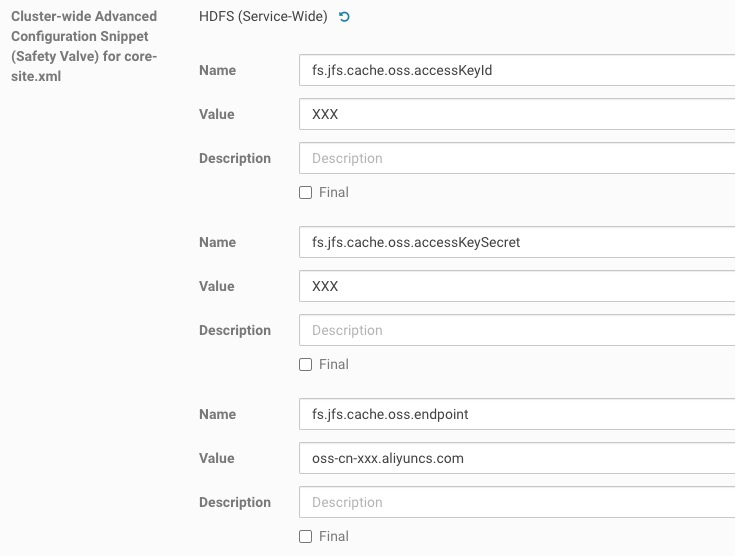 Cluster-wide Advanced
Configuration Snippet
(Safety Valve) for core-
site.xml
HDFS (Service-Wide)
Name
fs.jfs.cache.oss.accessKeyId
Value
XXX
Description
Description
Final
Name
fs.jfs.cache.oss.accessKeySecret
Value
XXX
Description
Description
Final
Name
fs.jfs.cache.oss.endpoint
Value
oss-cn-xxx.aliyuncs.com
Description
Description
Final